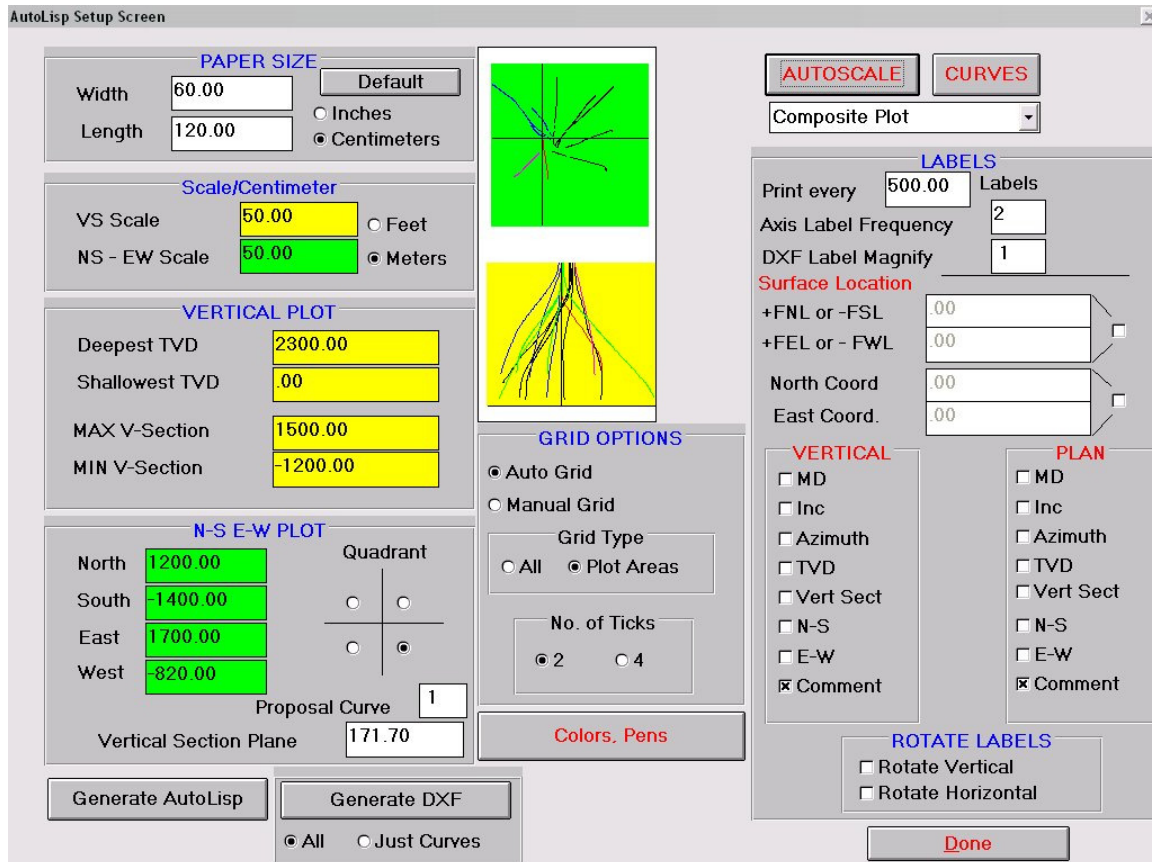 AutoLisp Setup Screen
PAPER SIZE
Width 60.00 Default
Inches
Length 120.00
Centimeters
Scale/Centimeter
VS Scale 50.00 Feet
NS - EW Scale 50.00 Meters
VERTICAL PLOT
Deepest TVD 2300.00
Shallowest TVD .00
MAX V-Section 1500.00
MIN V-Section -1200.00
N-S E-W PLOT
North 1200.00 Quadrant
South -1400.00
East 1700.00
West -820.00
Proposal Curve 1
Vertical Section Plane 171.70
Generate AutoLisp
Generate DXF
All Just Curves
GRID OPTIONS
Auto Grid
Manual Grid
Grid Type
All Plot Areas
No. of Ticks
2 4
Colors, Pens
AUTOSCALE CURVES
Composite Plot
LABELS
Print every 500.00 Labels
Axis Label Frequency 2
DXF Label Magnify 1
Surface Location
+FNL or -FSL .00
+FEL or - FWL .00
North Coord .00
East Coord. .00
VERTICAL
MD
Inc
Azimuth
TVD
Vert Sect
N-S
E-W
Comment
PLAN
MD
Inc
Azimuth
TVD
Vert Sect
N-S
E-W
Comment
ROTATE LABELS
Rotate Vertical
Rotate Horizontal
Done